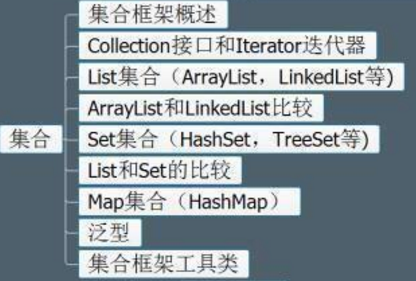 集合框架概述
Collection接口和Iterator迭代器
List集合（ArrayList，LinkedList等)
ArrayList和LinkedList比较
集合
Set集合（HashSet，TreeSet等)
List和Set的比较
Map集合（HashMap）
泛型
集合框架工具类